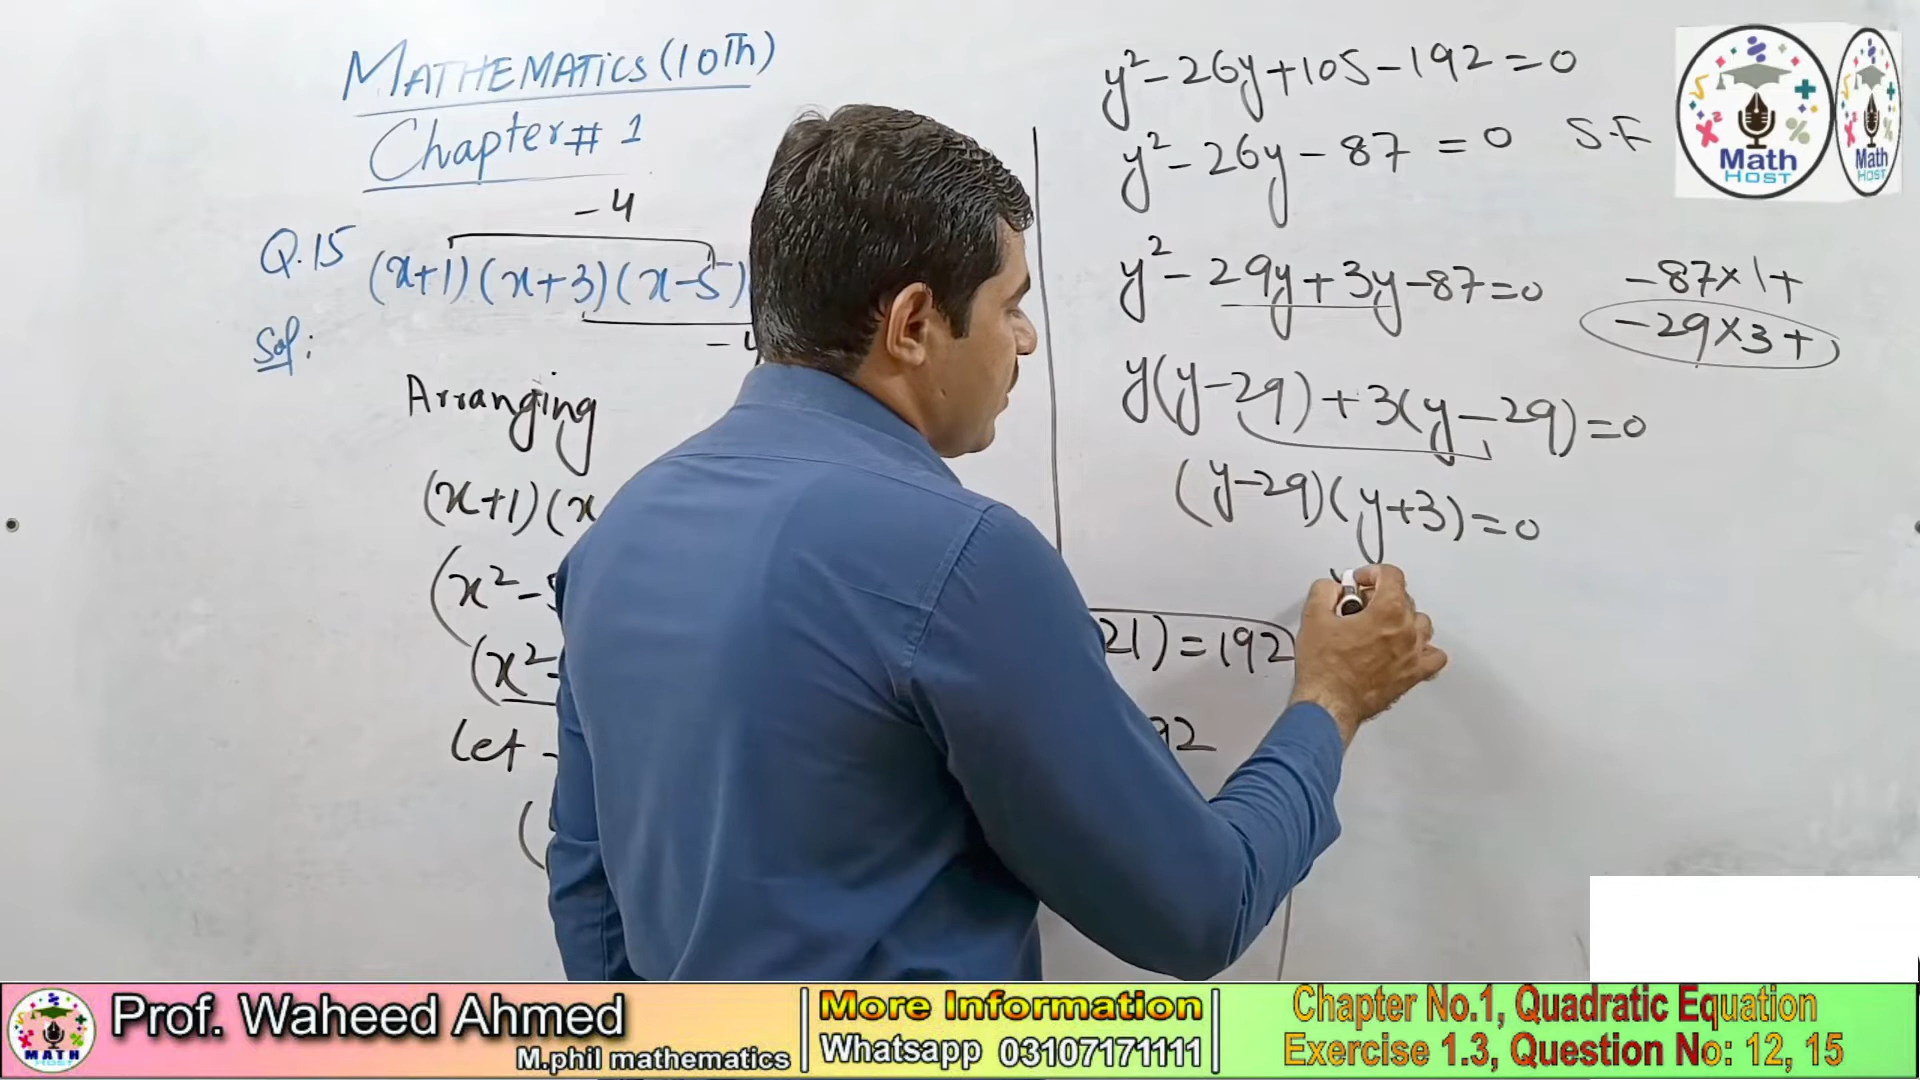 MATHEMATICS (10Th)
Chapter # 1
Q.15 (x+1)(x+3)(x-5)
-4
-4
Sol:
Arranging
(x+1)(x
(x²-5
(x²-
let -
(
21)=192
92
y²-26y+105-192=0
y²-26y-87=0 S.F
y²-29y+3y-87=0
-87×1+
-29×3+
y(y-29)+3(y-29)=0
(y-29)(y+3)=0
Math
HOST
Math
HOST
MATH
HOST
Prof. Waheed Ahmed
M.phil mathematics
More Information
Whatsapp 03107171111
Chapter No.1, Quadratic Equation
Exercise 1.3, Question No: 12, 15